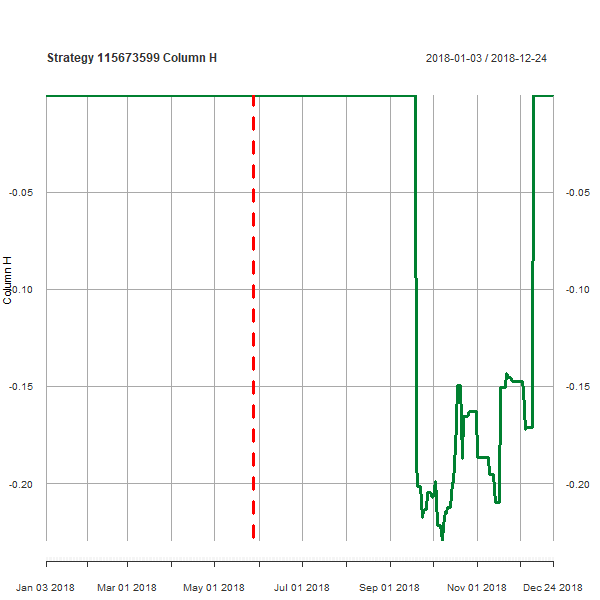 Strategy 115673599 Column H
2018-01-03 / 2018-12-24
-0.05 -0.05
-0.10 -0.10
Column H
-0.15 -0.15
-0.20 -0.20
Jan 03 2018 Mar 01 2018 May 01 2018 Jul 01 2018 Sep 01 2018 Nov 01 2018 Dec 24 2018